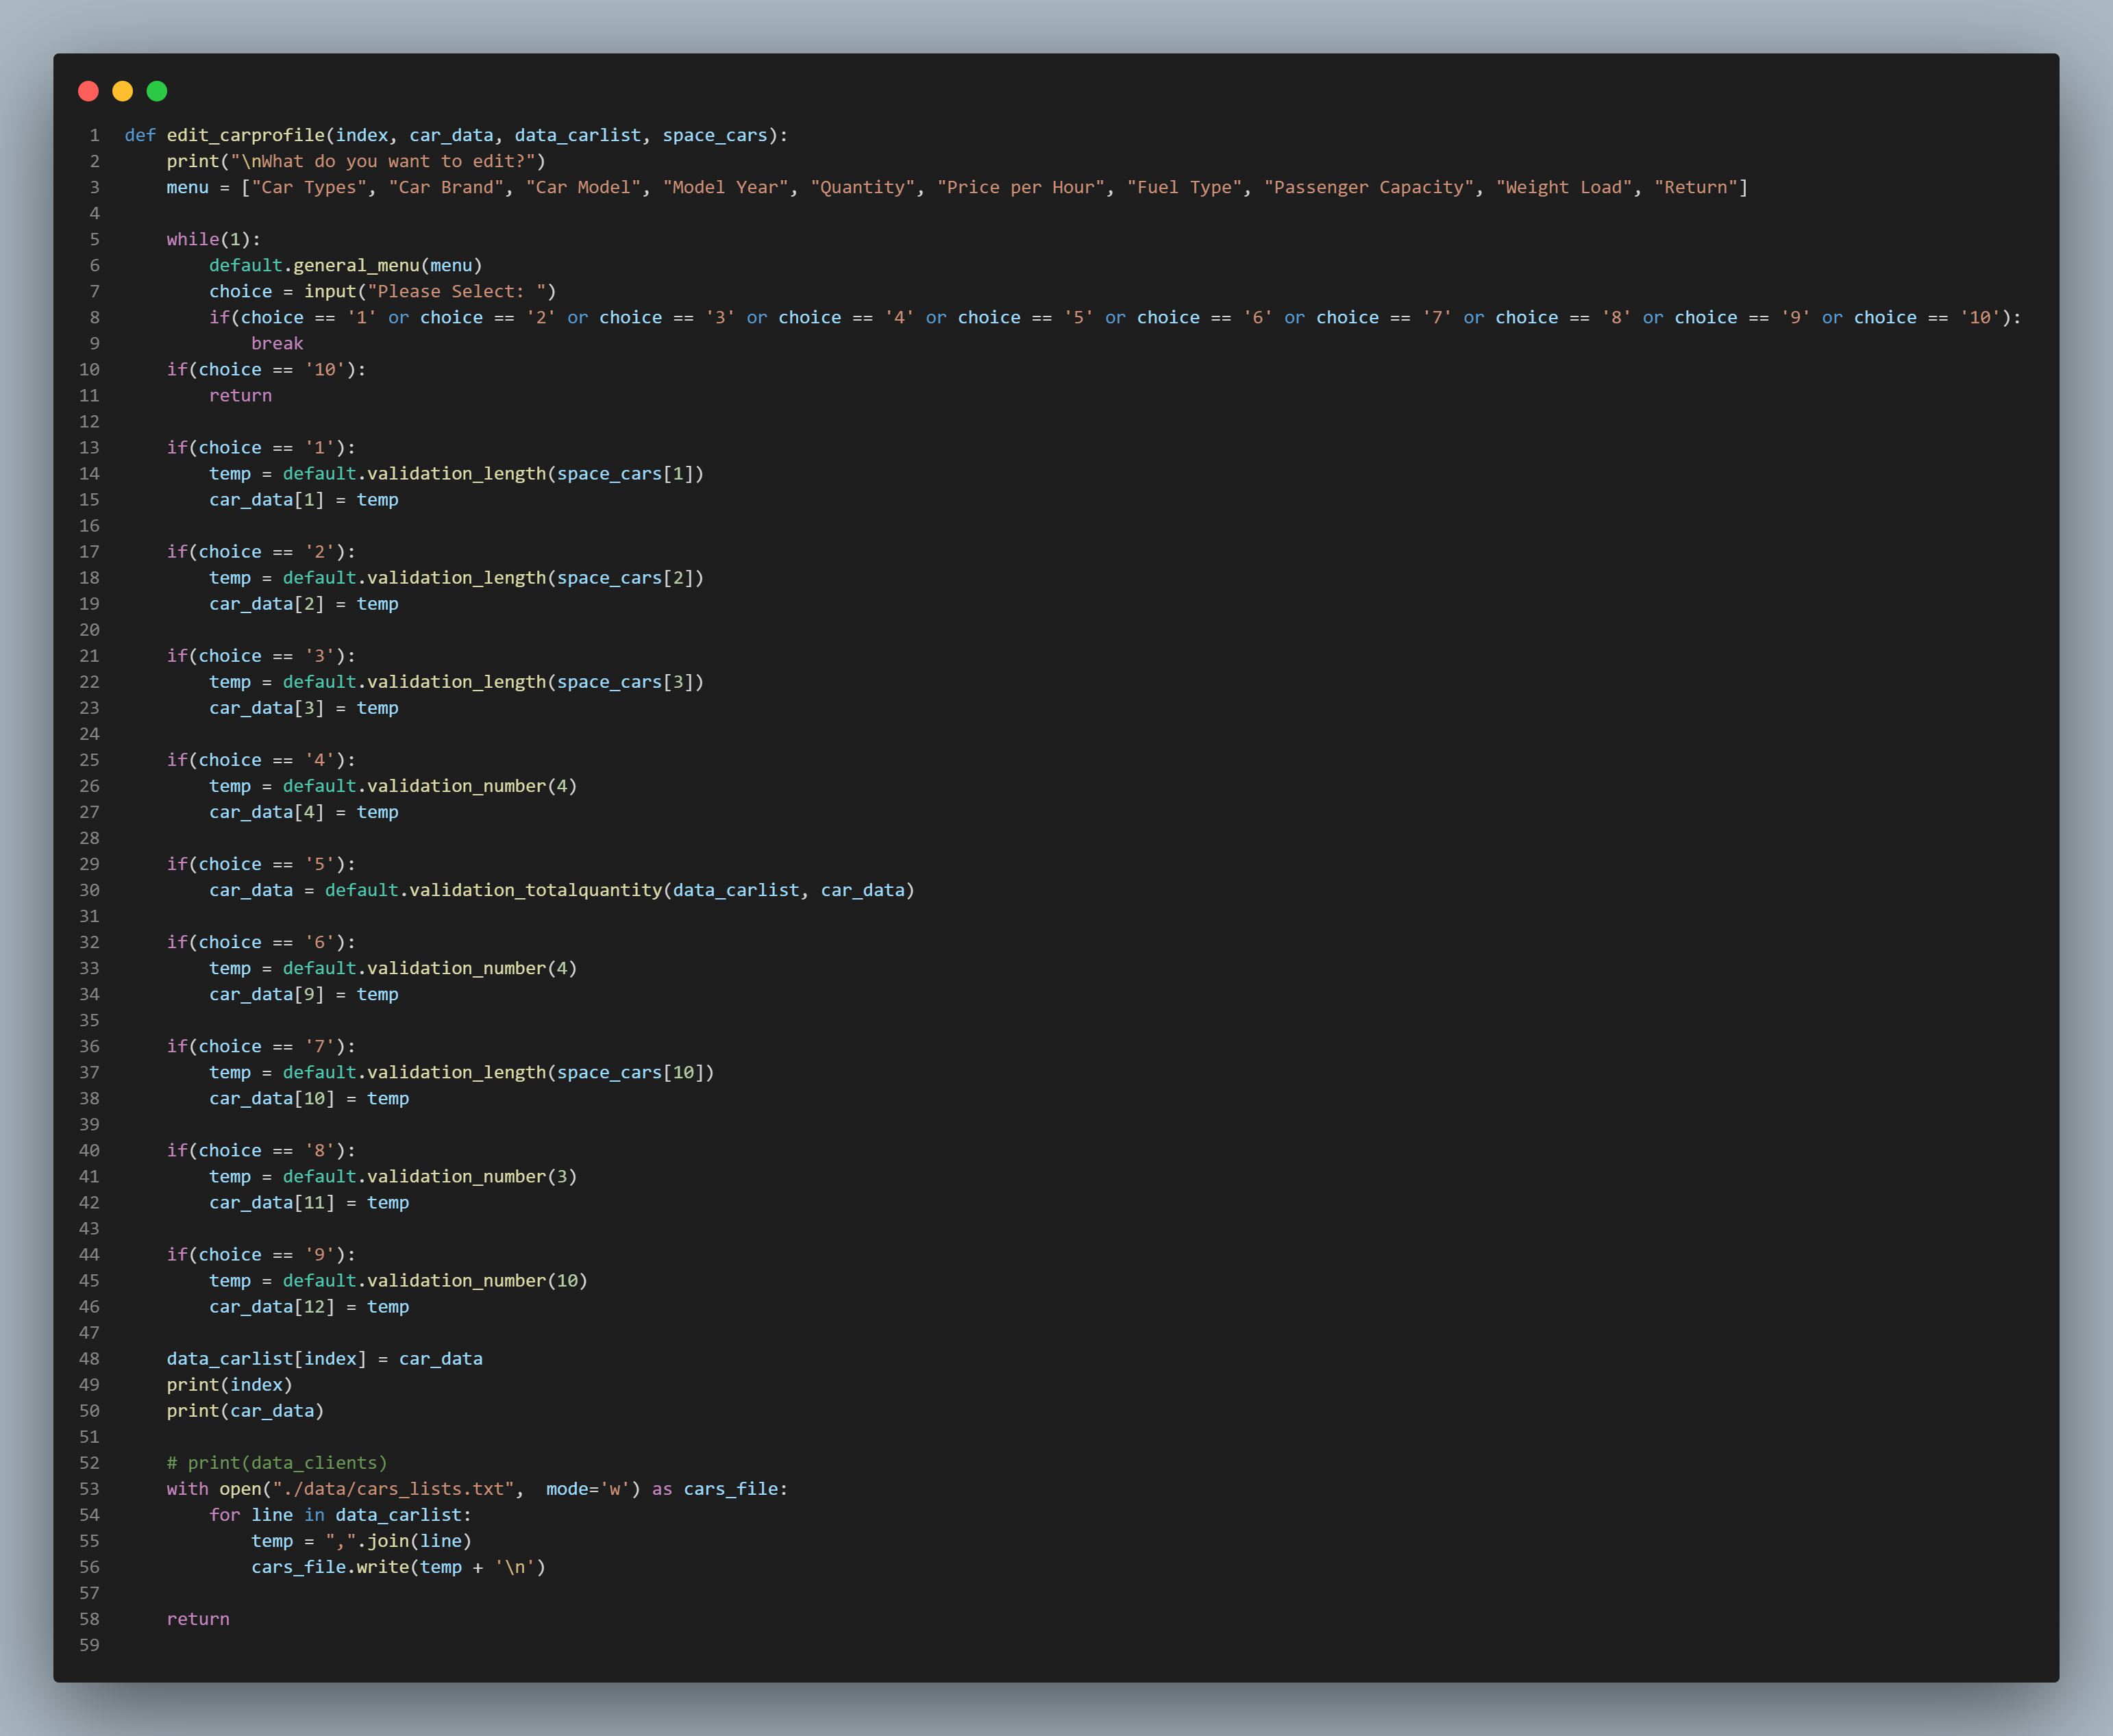 1 def edit_carprofile(index, car_data, data_carlist, space_cars):
2     print("\nWhat do you want to edit?")
3     menu = ["Car Types", "Car Brand", "Car Model", "Model Year", "Quantity", "Price per Hour", "Fuel Type", "Passenger Capacity", "Weight Load", "Return"]
4
5     while(1):
6         default.general_menu(menu)
7         choice = input("Please Select: ")
8         if(choice == '1' or choice == '2' or choice == '3' or choice == '4' or choice == '5' or choice == '6' or choice == '7' or choice == '8' or choice == '9' or choice == '10'):
9             break
10     if(choice == '10'):
11         return
12
13     if(choice == '1'):
14         temp = default.validation_length(space_cars[1])
15         car_data[1] = temp
16
17     if(choice == '2'):
18         temp = default.validation_length(space_cars[2])
19         car_data[2] = temp
20
21     if(choice == '3'):
22         temp = default.validation_length(space_cars[3])
23         car_data[3] = temp
24
25     if(choice == '4'):
26         temp = default.validation_number(4)
27         car_data[4] = temp
28
29     if(choice == '5'):
30         car_data = default.validation_totalquantity(data_carlist, car_data)
31
32     if(choice == '6'):
33         temp = default.validation_number(4)
34         car_data[9] = temp
35
36     if(choice == '7'):
37         temp = default.validation_length(space_cars[10])
38         car_data[10] = temp
39
40     if(choice == '8'):
41         temp = default.validation_number(3)
42         car_data[11] = temp
43
44     if(choice == '9'):
45         temp = default.validation_number(10)
46         car_data[12] = temp
47
48     data_carlist[index] = car_data
49     print(index)
50     print(car_data)
51
52     # print(data_clients)
53     with open("./data/cars_lists.txt",  mode='w') as cars_file:
54         for line in data_carlist:
55             temp = ",".join(line)
56             cars_file.write(temp + '\n')
57
58     return
59